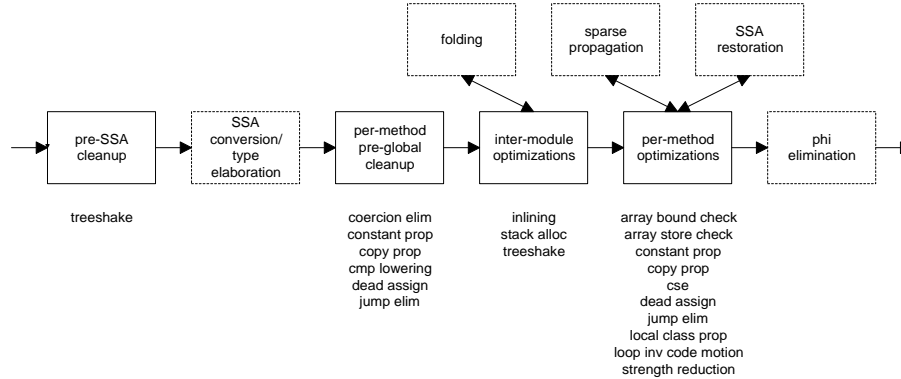 folding
sparse
propagation
SSA
restoration
pre-SSA
cleanup
SSA
conversion/
type
elaboration
per-method
pre-global
cleanup
inter-module
optimizations
per-method
optimizations
phi
elimination
treeshake
coercion elim
constant prop
copy prop
cmp lowering
dead assign
jump elim
inlining
stack alloc
treeshake
array bound check
array store check
constant prop
copy prop
cse
dead assign
jump elim
local class prop
loop inv code motion
strength reduction